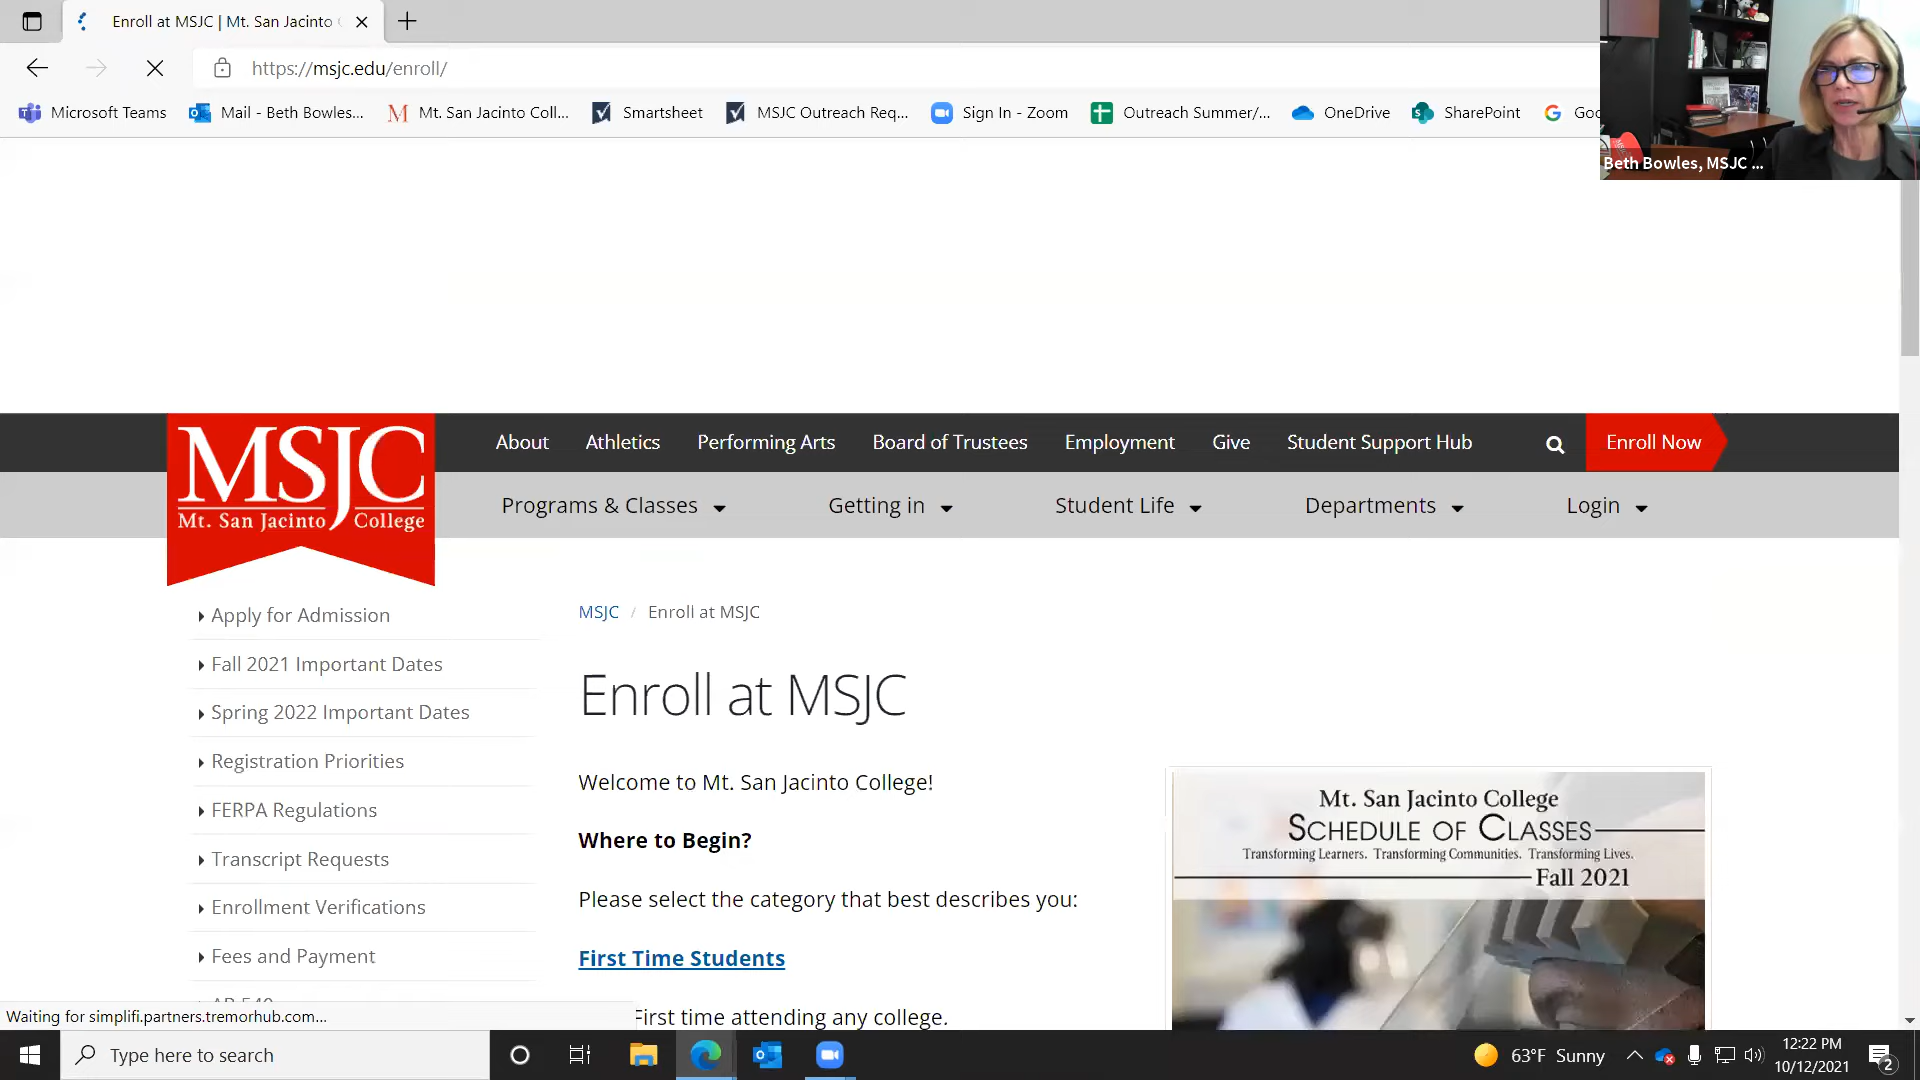 Enroll at MSJC | Mt. San Jacinto
https://msjc.edu/enroll/
Microsoft Teams
Mail - Beth Bowles...
Mt. San Jacinto Coll...
Smartsheet
MSJC Outreach Req...
Sign In - Zoom
Outreach Summer/...
OneDrive
SharePoint
Goo
Beth Bowles, MSJC ...
MSJC
Mt. San Jacinto College
About
Athletics
Performing Arts
Board of Trustees
Employment
Give
Student Support Hub
Enroll Now
Programs & Classes
Getting in
Student Life
Departments
Login
Apply for Admission
Fall 2021 Important Dates
Spring 2022 Important Dates
Registration Priorities
FERPA Regulations
Transcript Requests
Enrollment Verifications
Fees and Payment
MSJC / Enroll at MSJC
Enroll at MSJC
Welcome to Mt. San Jacinto College!
Where to Begin?
Please select the category that best describes you:
First Time Students
First time attending any college.
Mt. San Jacinto College
SCHEDULE OF CLASSES
Transforming Learners. Transforming Communities. Transforming Lives.
Fall 2021
Waiting for simplifi.partners.tremorhub.com...
Type here to search
63°F Sunny
12:22 PM
10/12/2021
2